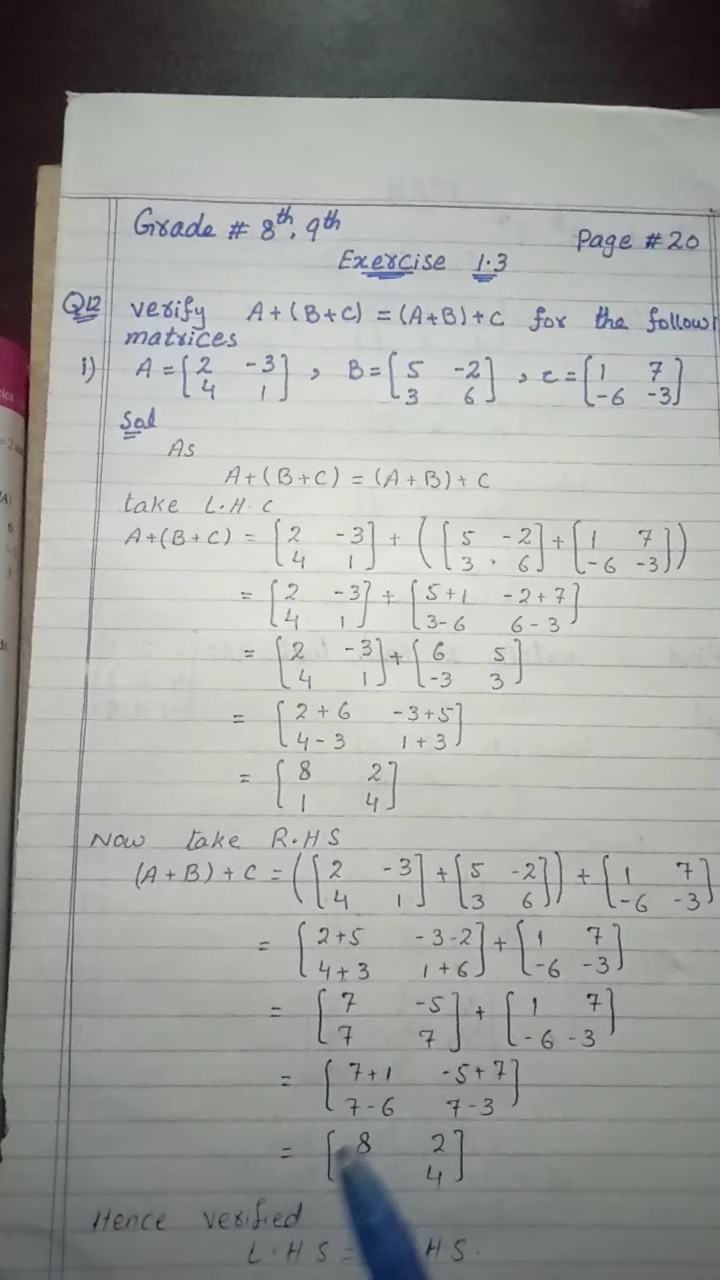 Grade # 8th, 9th
Page # 20
Exercise 1.3
Q12 verify A+(B+C) = (A+B)+C for the follow
matrices
i) A = [2 -3
4 1] , B = [5 -2
3 6] , c = [1 7
-6 -3]
Sol
As
A+(B+C) = (A+B)+C
take L.H.C
A+(B+C) = [2 -3
4 1] + ([5 -2
3 . 6] + [1 7
-6 -3])
= [2 -3
4 1] + [5+1 -2+7
3-6 6-3]
= [2 -3
4 1] + [6 5
-3 3]
= [2+6 -3+5
4-3 1+3]
= [8 2
1 4]
Now take R.HS
(A+B)+C = ([2 -3
4 1] + [5 -2
3 6]) + [1 7
-6 -3]
= [2+5 -3-2
4+3 1+6] + [1 7
-6 -3]
= [7 -5
7 7] + [1 7
-6 -3]
= [7+1 -5+7
7-6 7-3]
= [8 2
4]
Hence verified
L.HS = HS.